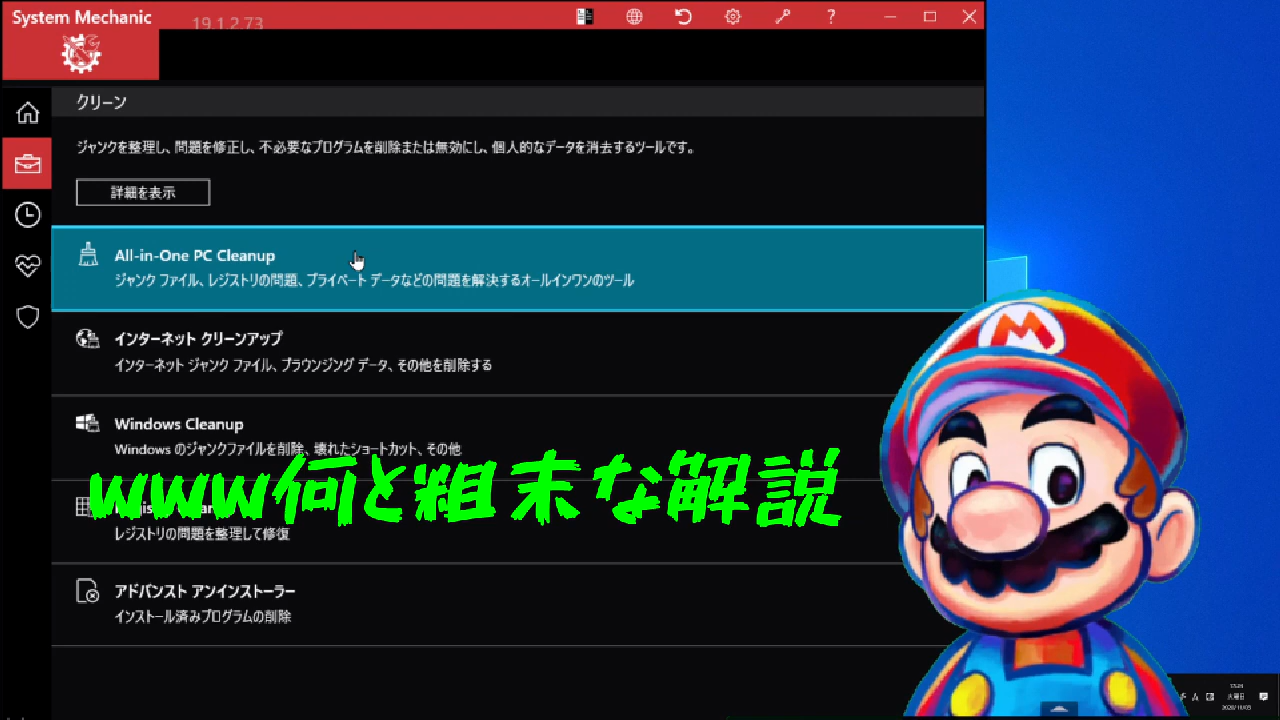 System Mechanic
19.1.2.73
?
クリーン
ジャンクを整理し、問題を修正し、不必要なプログラムを削除または無効にし、個人的なデータを消去するツールです。
詳細を表示
All-in-One PC Cleanup
ジャンク ファイル、レジストリの問題、プライベート データなどの問題を解決するオールインワンのツール
インターネット クリーンアップ
インターネット ジャンク ファイル、ブラウンジング データ、その他を削除する
Windows Cleanup
Windows のジャンクファイルを削除、壊れたショートカット、その他
www何と粗末な解説
レジストリの問題を整理して修復
アドバンスト アンインストーラー
インストール済みプログラムの削除
M
A
火曜日
2020/11/03